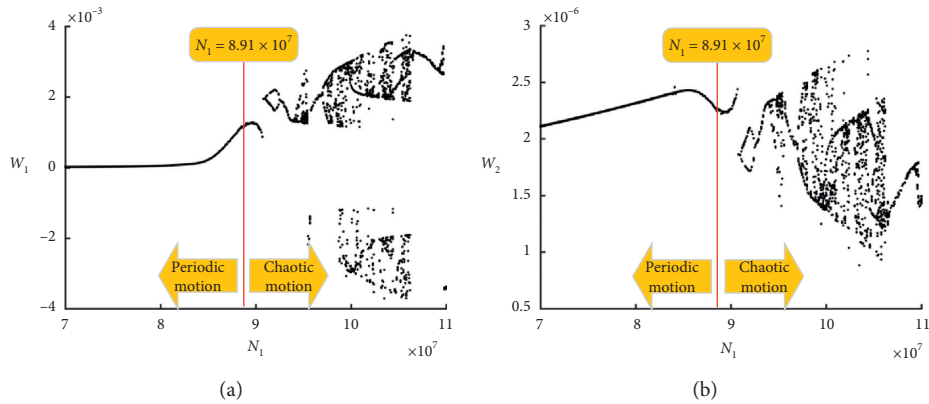 ×10⁻³
4
2
0
−2
−4
W₁
N₁ = 8.91 × 10⁷
Periodic
motion
Chaotic
motion
7
8
9
10
11
×10⁷
N₁
(a)
×10⁻⁶
3
2.5
2
1.5
1
0.5
W₂
N₁ = 8.91 × 10⁷
Periodic
motion
Chaotic
motion
7
8
9
10
11
×10⁷
N₁
(b)